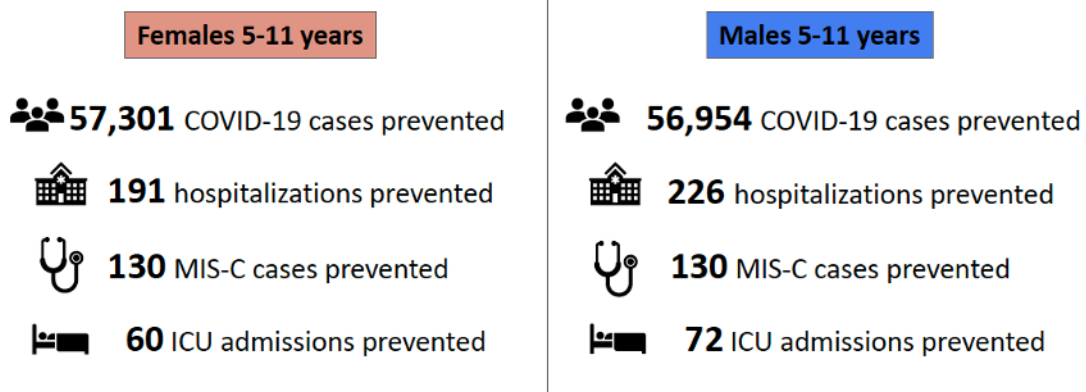 Females 5-11 years
57,301 COVID-19 cases prevented
191 hospitalizations prevented
130 MIS-C cases prevented
60 ICU admissions prevented
Males 5-11 years
56,954 COVID-19 cases prevented
226 hospitalizations prevented
130 MIS-C cases prevented
72 ICU admissions prevented